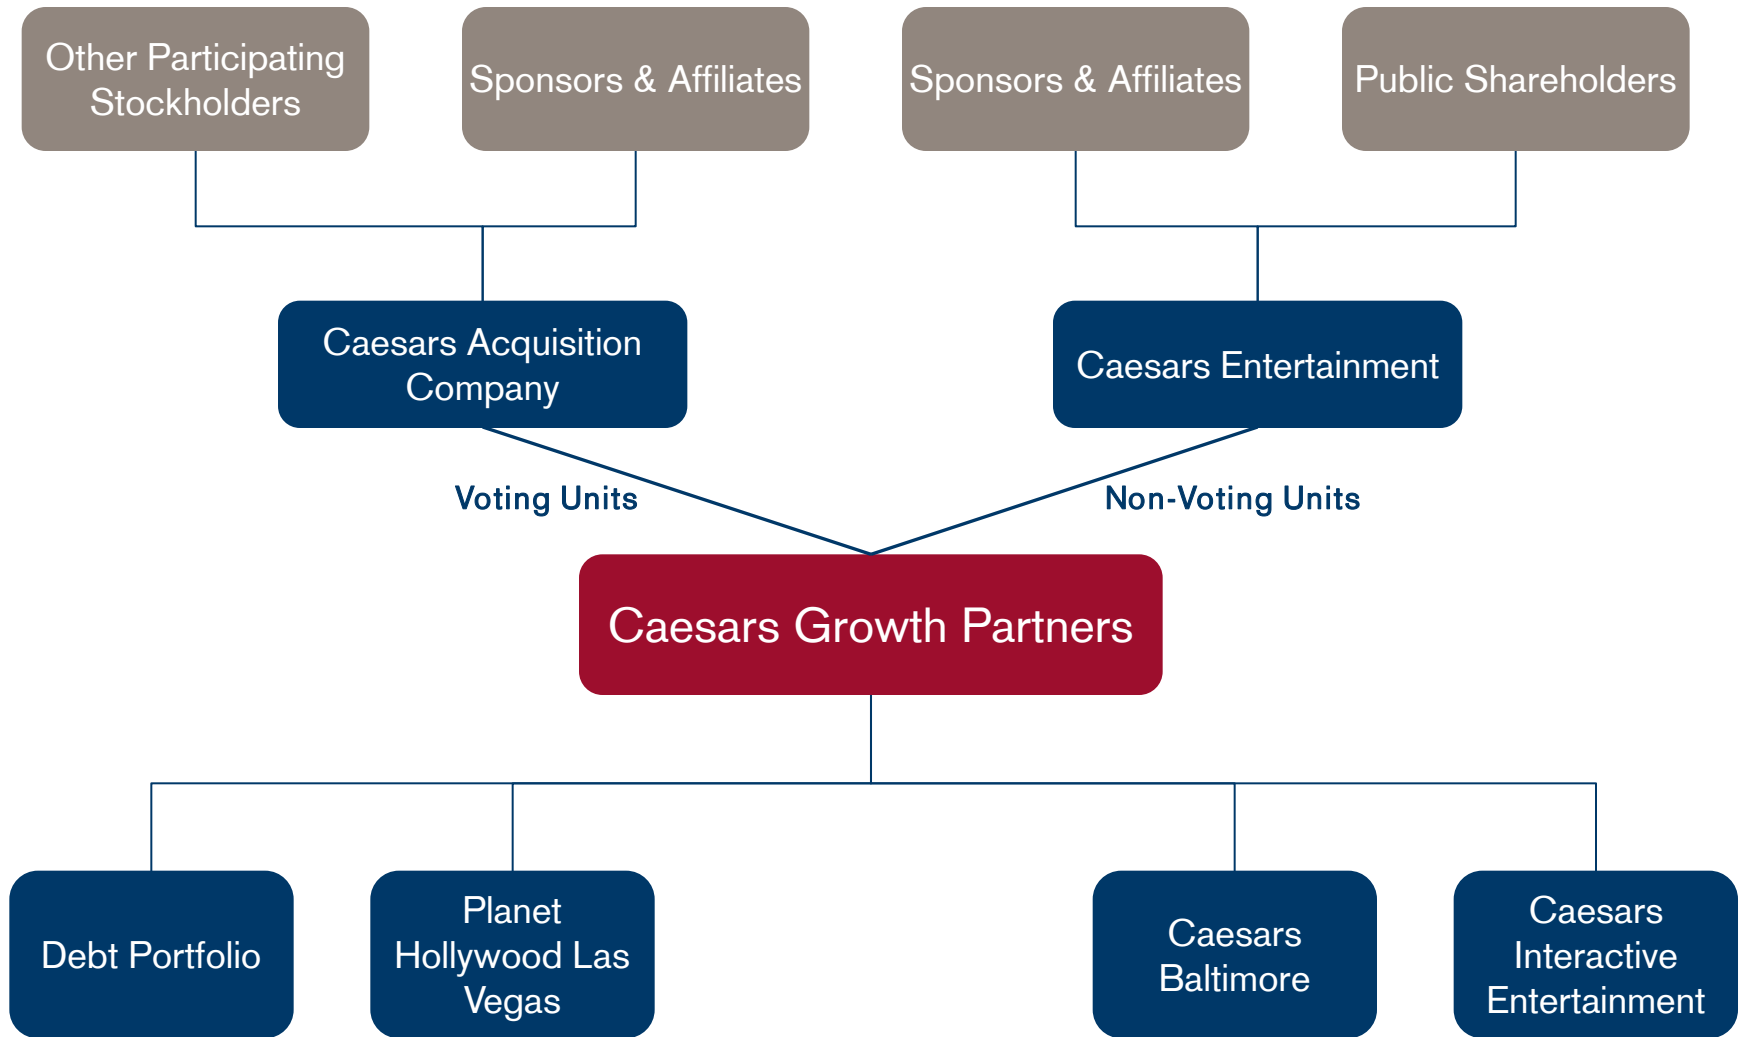 Other Participating
Stockholders
Sponsors & Affiliates
Sponsors & Affiliates
Public Shareholders
Caesars Acquisition
Company
Caesars Entertainment
Voting Units
Non-Voting Units
Caesars Growth Partners
Debt Portfolio
Planet
Hollywood Las
Vegas
Caesars
Baltimore
Caesars
Interactive
Entertainment